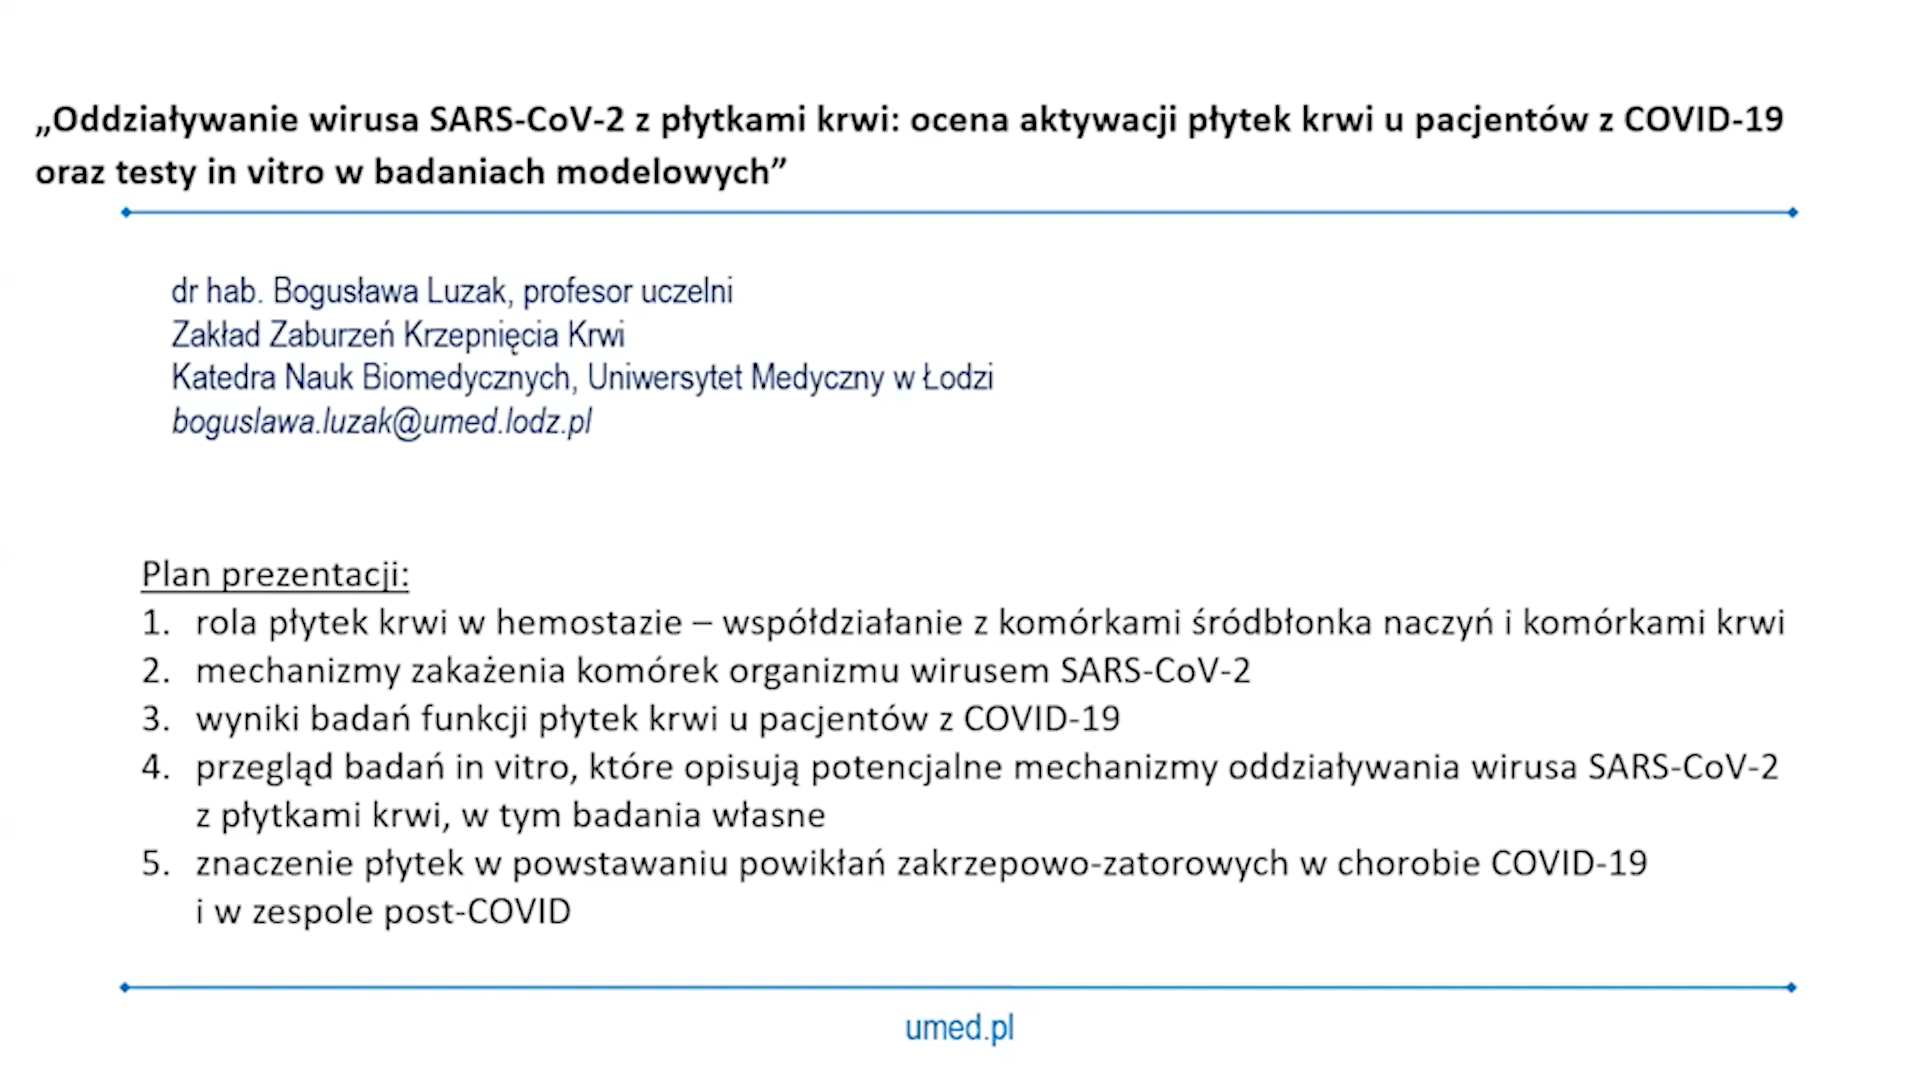 „Oddziaływanie wirusa SARS-CoV-2 z płytkami krwi: ocena aktywacji płytek krwi u pacjentów z COVID-19
oraz testy in vitro w badaniach modelowych”
dr hab. Bogusława Luzak, profesor uczelni
Zakład Zaburzeń Krzepnięcia Krwi
Katedra Nauk Biomedycznych, Uniwersytet Medyczny w Łodzi
boguslawa.luzak@umed.lodz.pl
Plan prezentacji:
1. rola płytek krwi w hemostazie – współdziałanie z komórkami śródbłonka naczyń i komórkami krwi
2. mechanizmy zakażenia komórek organizmu wirusem SARS-CoV-2
3. wyniki badań funkcji płytek krwi u pacjentów z COVID-19
4. przegląd badań in vitro, które opisują potencjalne mechanizmy oddziaływania wirusa SARS-CoV-2
z płytkami krwi, w tym badania własne
5. znaczenie płytek w powstawaniu powikłań zakrzepowo-zatorowych w chorobie COVID-19
i w zespole post-COVID
umed.pl